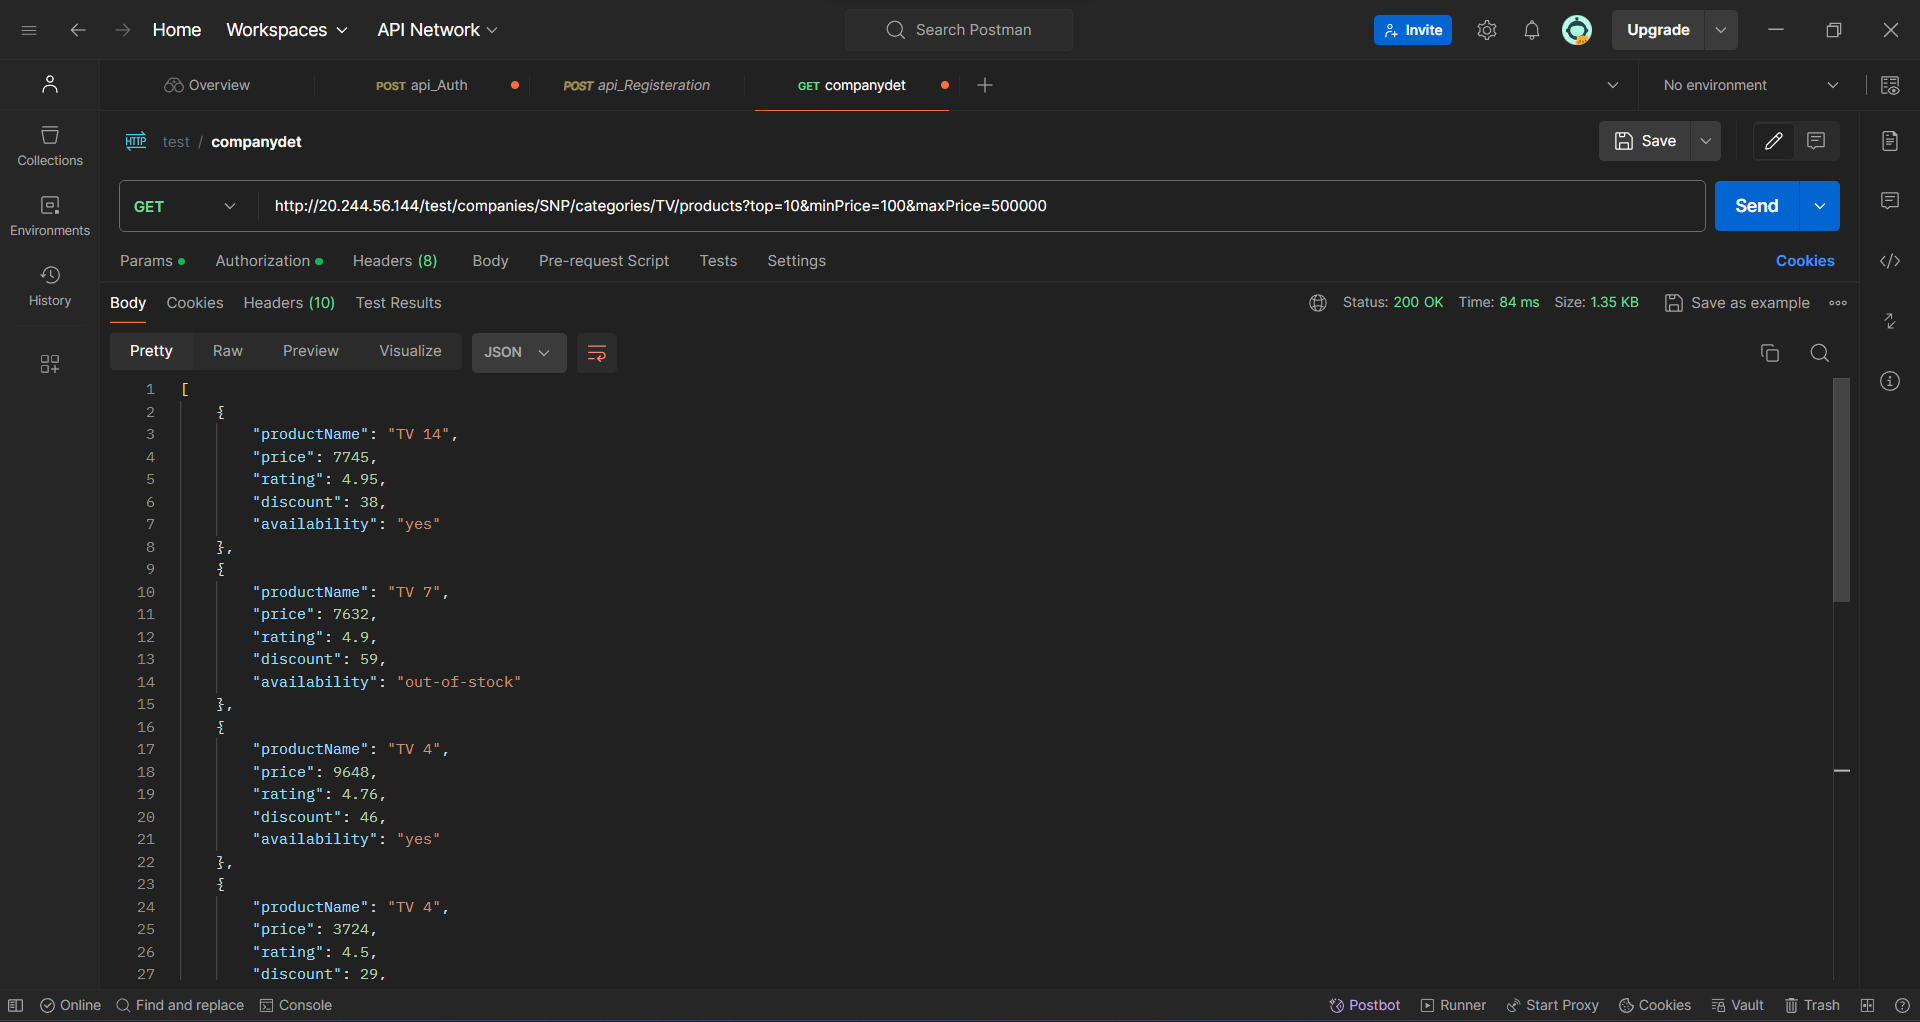 Home Workspaces API Network Search Postman Invite Upgrade
Overview POST api_Auth POST api_Registeration GET companydet No environment
HTTP test / companydet Save
Collections
GET http://20.244.56.144/test/companies/SNP/categories/TV/products?top=10&minPrice=100&maxPrice=500000 Send
Environments
Params Authorization Headers (8) Body Pre-request Script Tests Settings Cookies
History
Body Cookies Headers (10) Test Results Status: 200 OK Time: 84 ms Size: 1.35 KB Save as example
Pretty Raw Preview Visualize JSON
1 [
2 {
3 "productName": "TV 14",
4 "price": 7745,
5 "rating": 4.95,
6 "discount": 38,
7 "availability": "yes"
8 },
9 {
10 "productName": "TV 7",
11 "price": 7632,
12 "rating": 4.9,
13 "discount": 59,
14 "availability": "out-of-stock"
15 },
16 {
17 "productName": "TV 4",
18 "price": 9648,
19 "rating": 4.76,
20 "discount": 46,
21 "availability": "yes"
22 },
23 {
24 "productName": "TV 4",
25 "price": 3724,
26 "rating": 4.5,
27 "discount": 29,
Online Find and replace Console Postbot Runner Start Proxy Cookies Vault Trash